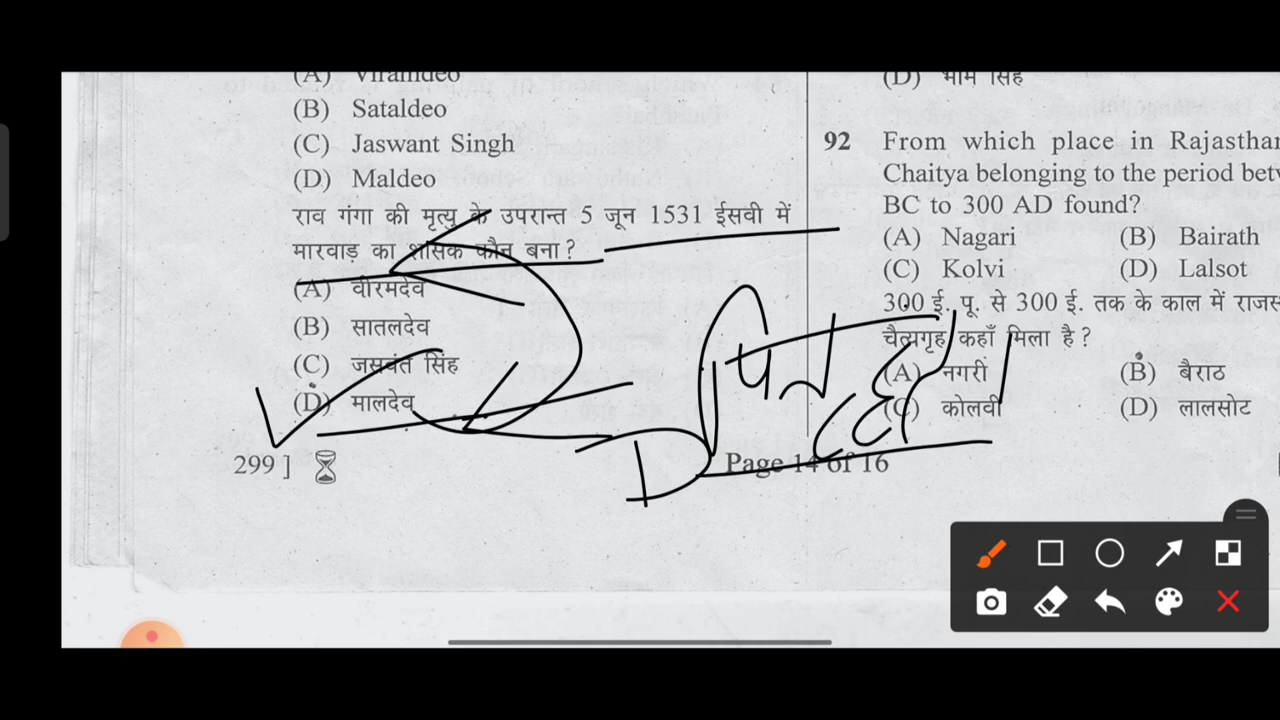 (A) Viramdeo
(B) Sataldeo
(C) Jaswant Singh
(D) Maldeo
राव गंगा की मृत्यु के उपरान्त 5 जून 1531 ईसवी में
मारवाड़ का शासक कौन बना ?
(A) वीरमदेव
(B) सातलदेव
(C) जसवंत सिंह
(D) मालदेव
299 ]
Page 14 of 16
(D) भीम सिंह
92 From which place in Rajasthan
Chaitya belonging to the period
BC to 300 AD found?
(A) Nagari (B) Bairath
(C) Kolvi (D) Lalsot
300 ई. पू. से 300 ई. तक के काल में
चैत्यगृह कहाँ मिला है ?
(A) नगरी (B) बैराठ
(C) कोलवी (D) लालसोट